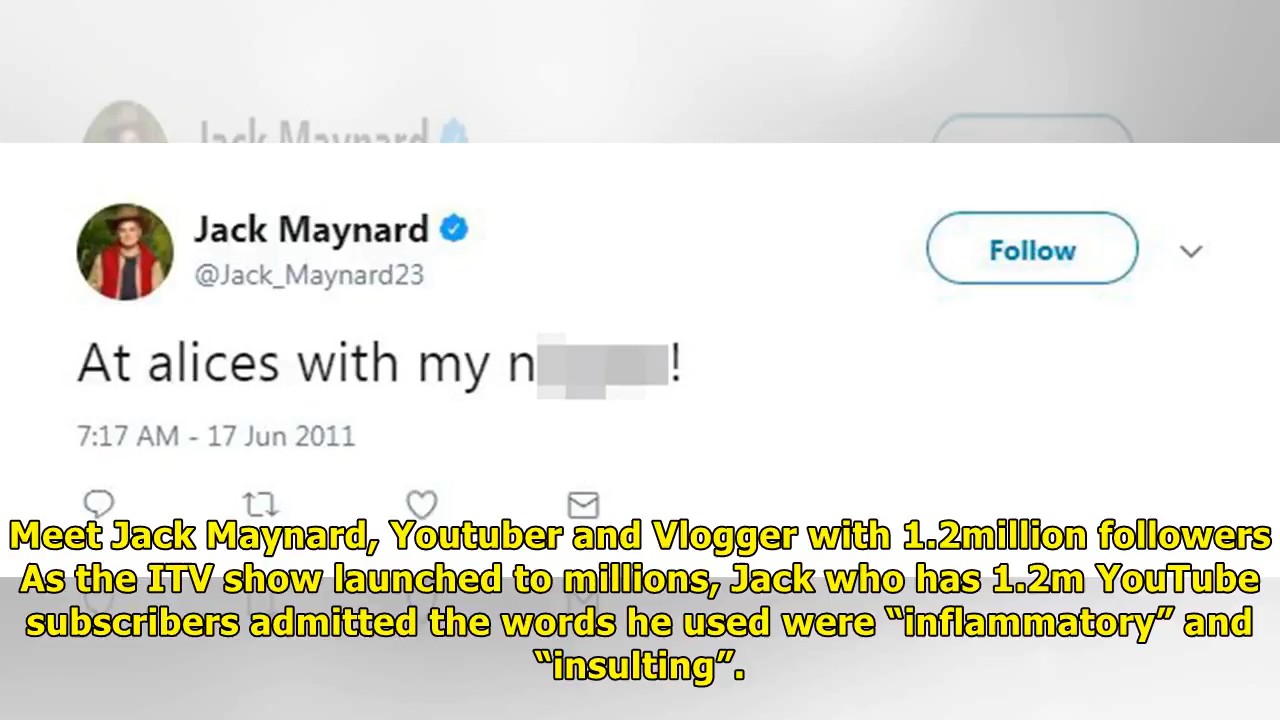 Jack Maynard
Jack Maynard
@Jack_Maynard23
Follow
At alices with my n!
7:17 AM - 17 Jun 2011
Meet Jack Maynard, Youtuber and Vlogger with 1.2million followers
As the ITV show launched to millions, Jack who has 1.2m YouTube
subscribers admitted the words he used were “inflammatory” and
“insulting”.